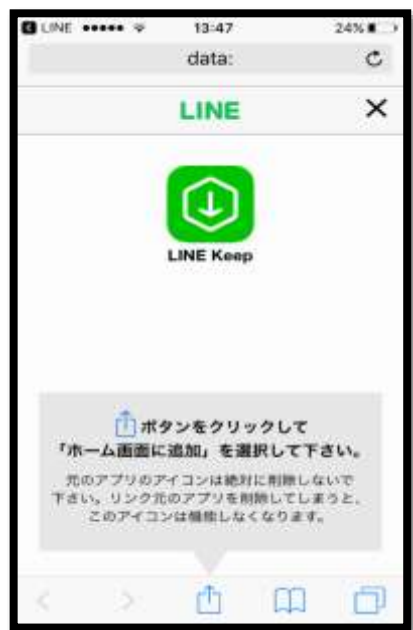 LINE 13:47 24%
data:
LINE
LINE Keep
ボタンをクリックして
「ホーム画面に追加」を選択して下さい。
元のアプリのアイコンは絶対に削除しないで
下さい。リンク元のアプリを削除してしまうと、
このアイコンは機能しなくなります。